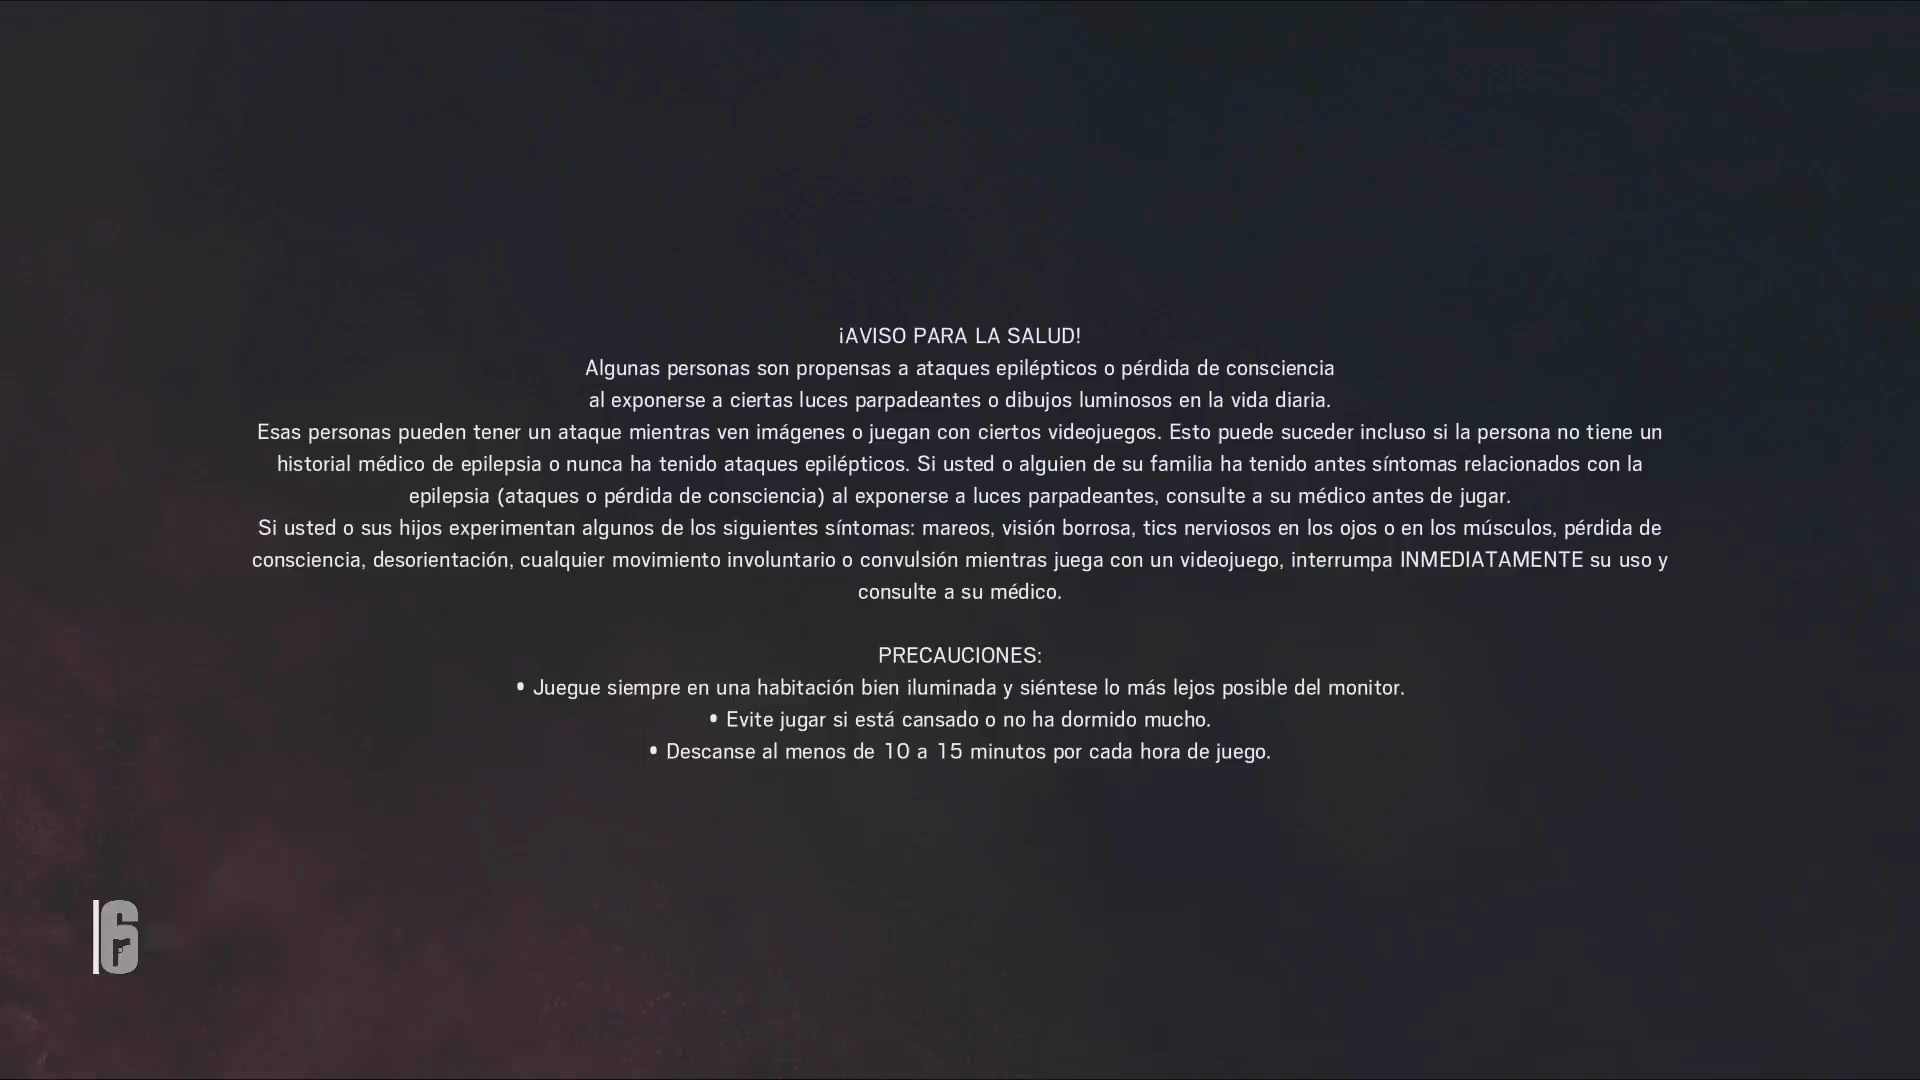 ¡AVISO PARA LA SALUD!
Algunas personas son propensas a ataques epilépticos o pérdida de consciencia
al exponerse a ciertas luces parpadeantes o dibujos luminosos en la vida diaria.
Esas personas pueden tener un ataque mientras ven imágenes o juegan con ciertos videojuegos. Esto puede suceder incluso si la persona no tiene un
historial médico de epilepsia o nunca ha tenido ataques epilépticos. Si usted o alguien de su familia ha tenido antes síntomas relacionados con la
epilepsia (ataques o pérdida de consciencia) al exponerse a luces parpadeantes, consulte a su médico antes de jugar.
Si usted o sus hijos experimentan algunos de los siguientes síntomas: mareos, visión borrosa, tics nerviosos en los ojos o en los músculos, pérdida de
consciencia, desorientación, cualquier movimiento involuntario o convulsión mientras juega con un videojuego, interrumpa INMEDIATAMENTE su uso y
consulte a su médico.
PRECAUCIONES:
• Juegue siempre en una habitación bien iluminada y siéntese lo más lejos posible del monitor.
• Evite jugar si está cansado o no ha dormido mucho.
• Descanse al menos de 10 a 15 minutos por cada hora de juego.
6